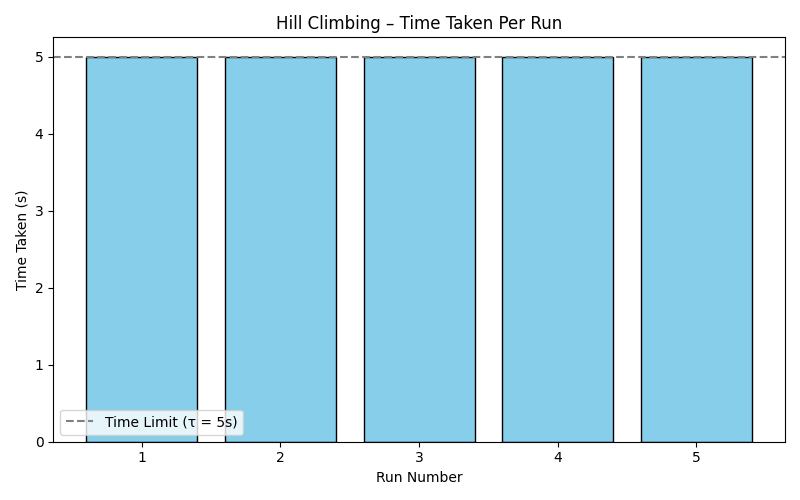 Hill Climbing – Time Taken Per Run
Time Taken (s)
5
4
3
2
1
0
Time Limit (τ = 5s)
1 2 3 4 5
Run Number